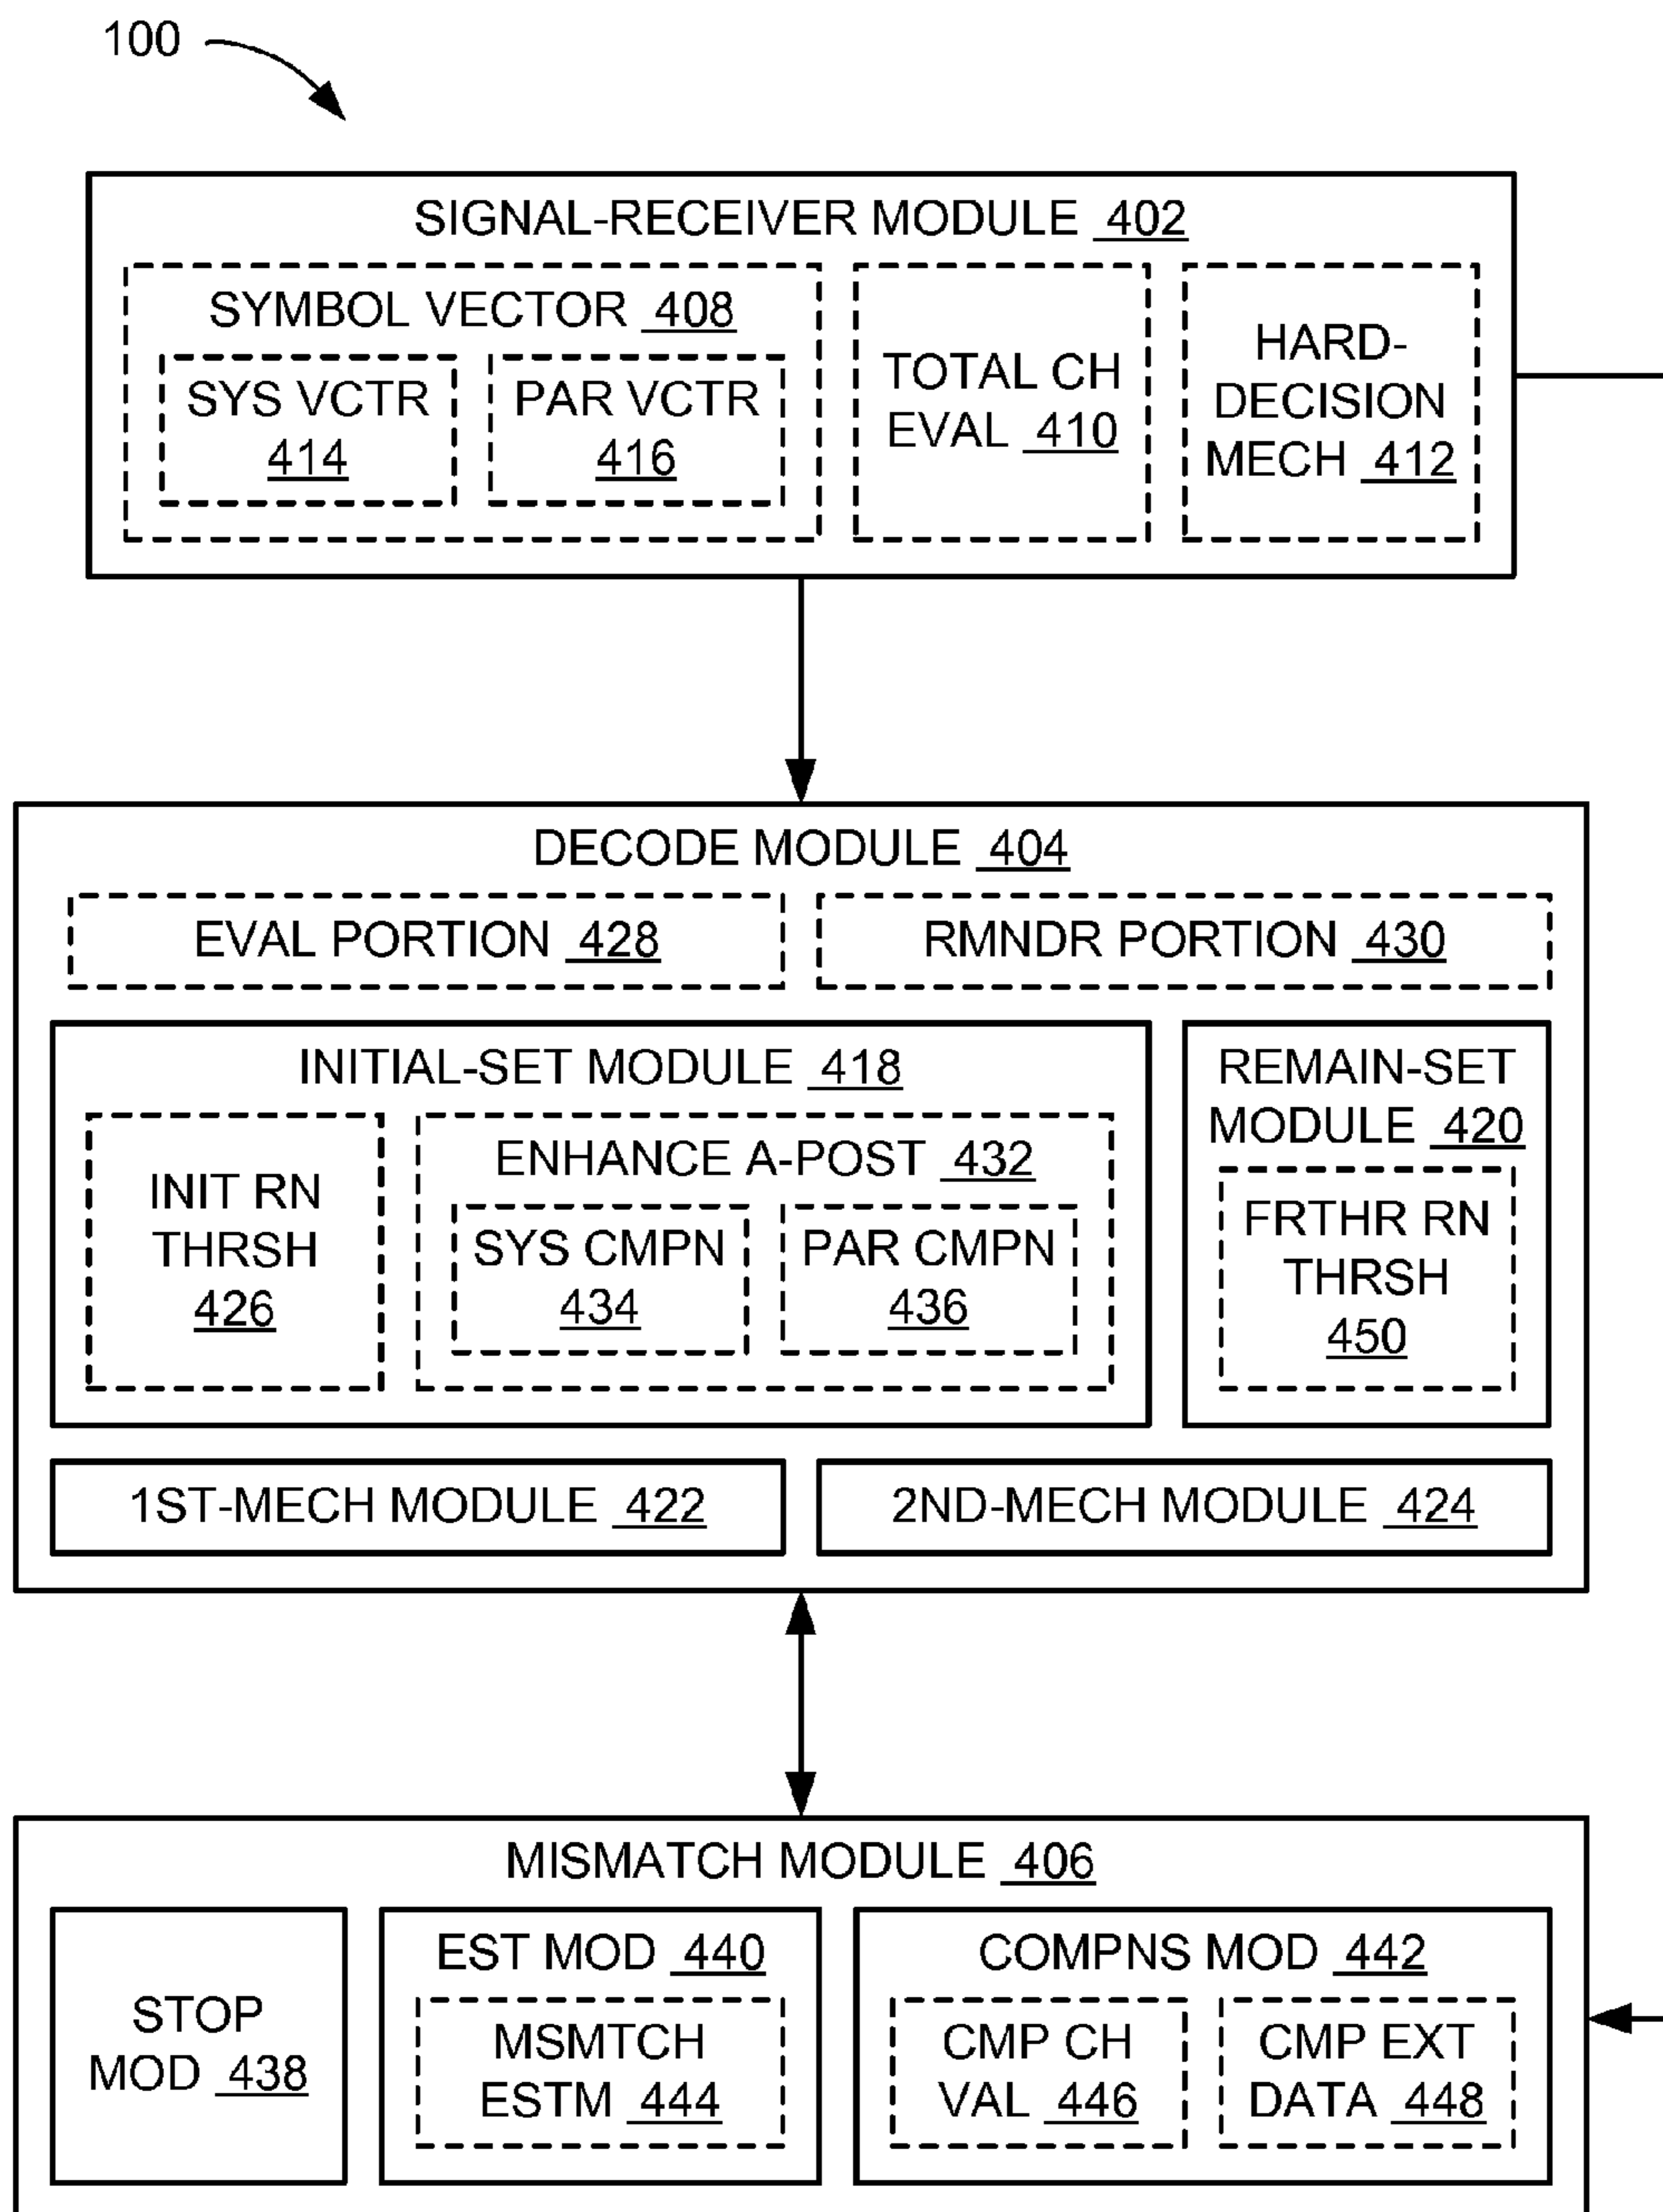 100
SIGNAL-RECEIVER MODULE 402
SYMBOL VECTOR 408
SYS VCTR
414
PAR VCTR
416
TOTAL CH
EVAL 410
HARD-
DECISION
MECH 412
DECODE MODULE 404
EVAL PORTION 428
RMNDR PORTION 430
INITIAL-SET MODULE 418
INIT RN
THRSH
426
ENHANCE A-POST 432
SYS CMPN
434
PAR CMPN
436
REMAIN-SET
MODULE 420
FRTHR RN
THRSH
450
1ST-MECH MODULE 422
2ND-MECH MODULE 424
MISMATCH MODULE 406
STOP
MOD 438
EST MOD 440
MSMTCH
ESTM 444
COMPNS MOD 442
CMP CH
VAL 446
CMP EXT
DATA 448